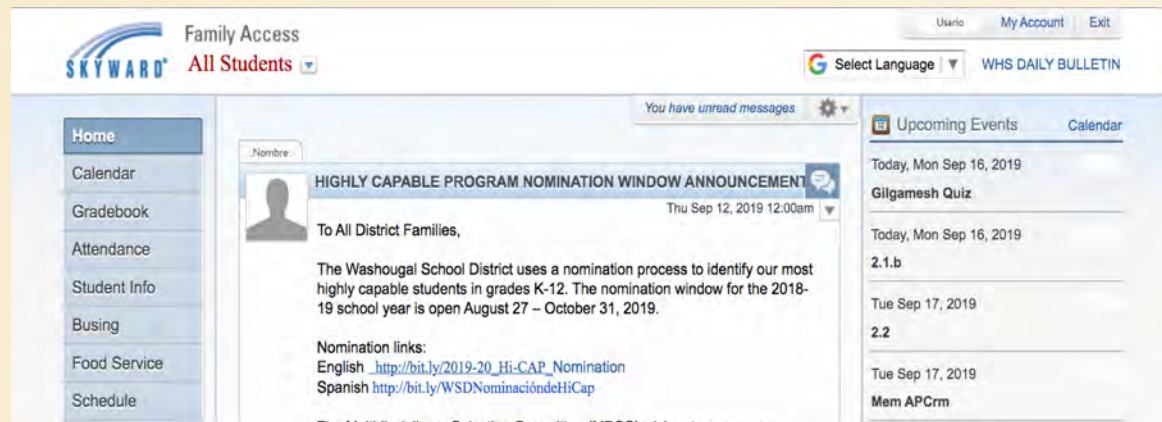 SKYWARD®
Family Access
All Students
Usario My Account Exit
Select Language ▼ WHS DAILY BULLETIN
You have unread messages
Home
Calendar
Gradebook
Attendance
Student Info
Busing
Food Service
Schedule
.Nombre.
HIGHLY CAPABLE PROGRAM NOMINATION WINDOW ANNOUNCEMENT
Thu Sep 12, 2019 12:00am
To All District Families,
The Washougal School District uses a nomination process to identify our most
highly capable students in grades K-12. The nomination window for the 2018-
19 school year is open August 27 – October 31, 2019.
Nomination links:
English http://bit.ly/2019-20_Hi-CAP_Nomination
Spanish http://bit.ly/WSDNominacióndeHiCap
Upcoming Events Calendar
Today, Mon Sep 16, 2019
Gilgamesh Quiz
Today, Mon Sep 16, 2019
2.1.b
Tue Sep 17, 2019
2.2
Tue Sep 17, 2019
Mem APCrm